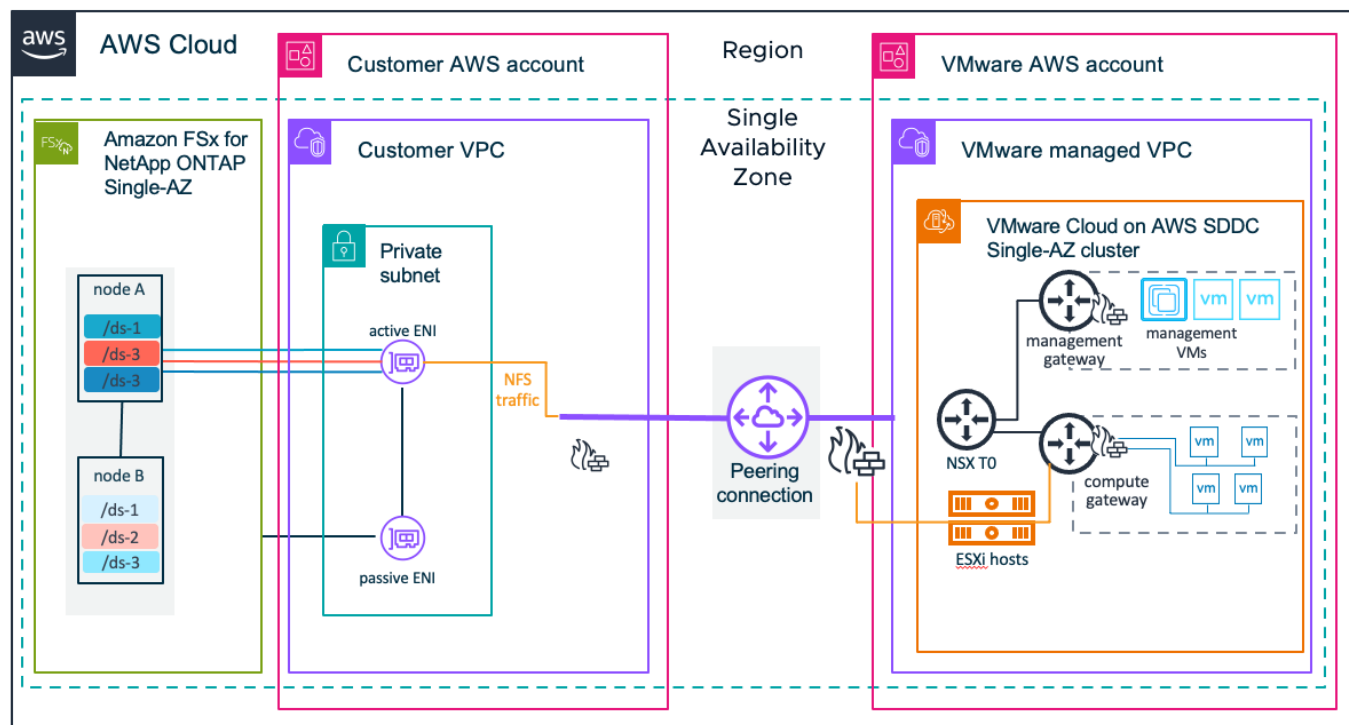 aws
AWS Cloud
Customer AWS account
Region
VMware AWS account
FSx
N
Amazon FSx for
NetApp ONTAP
Single-AZ
Customer VPC
Single
Availability
Zone
VMware managed VPC
Private
subnet
VMware Cloud on AWS SDDC
Single-AZ cluster
node A
/ds-1
/ds-3
/ds-3
active ENI
NFS
traffic
management
gateway
vm
vm
management
VMs
NSX T0
Peering
connection
node B
/ds-1
/ds-2
/ds-3
passive ENI
compute
gateway
vm
vm
vm
vm
ESXi hosts